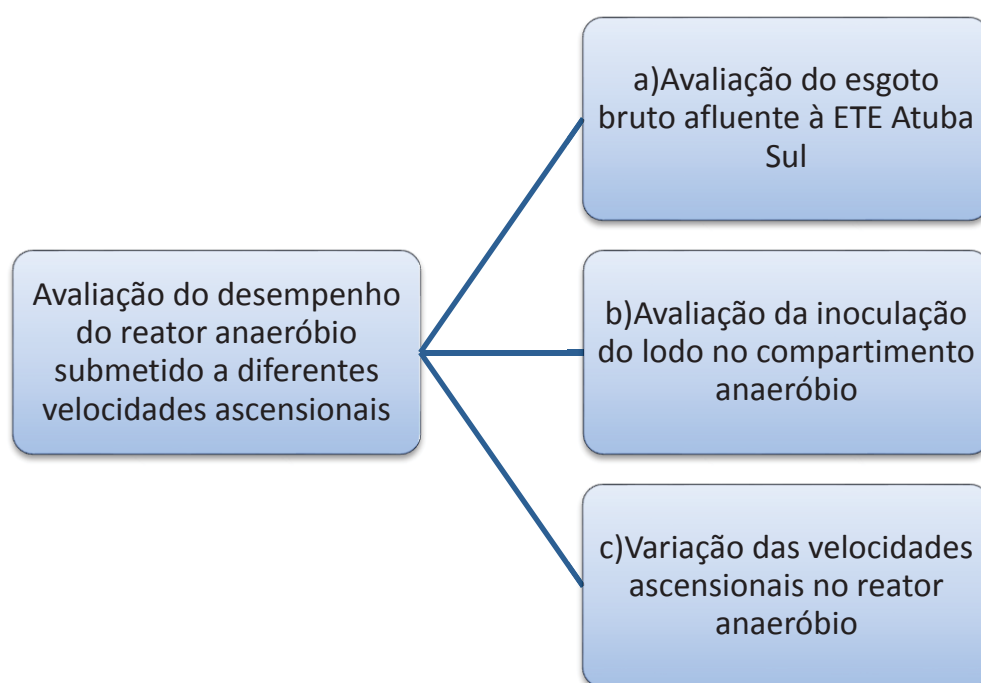 a)Avaliação do esgoto
bruto afluente à ETE Atuba
Sul
Avaliação do desempenho
do reator anaeróbio
submetido a diferentes
velocidades ascensionais
b)Avaliação da inoculação
do lodo no compartimento
anaeróbio
c)Variação das velocidades
ascensionais no reator
anaeróbio